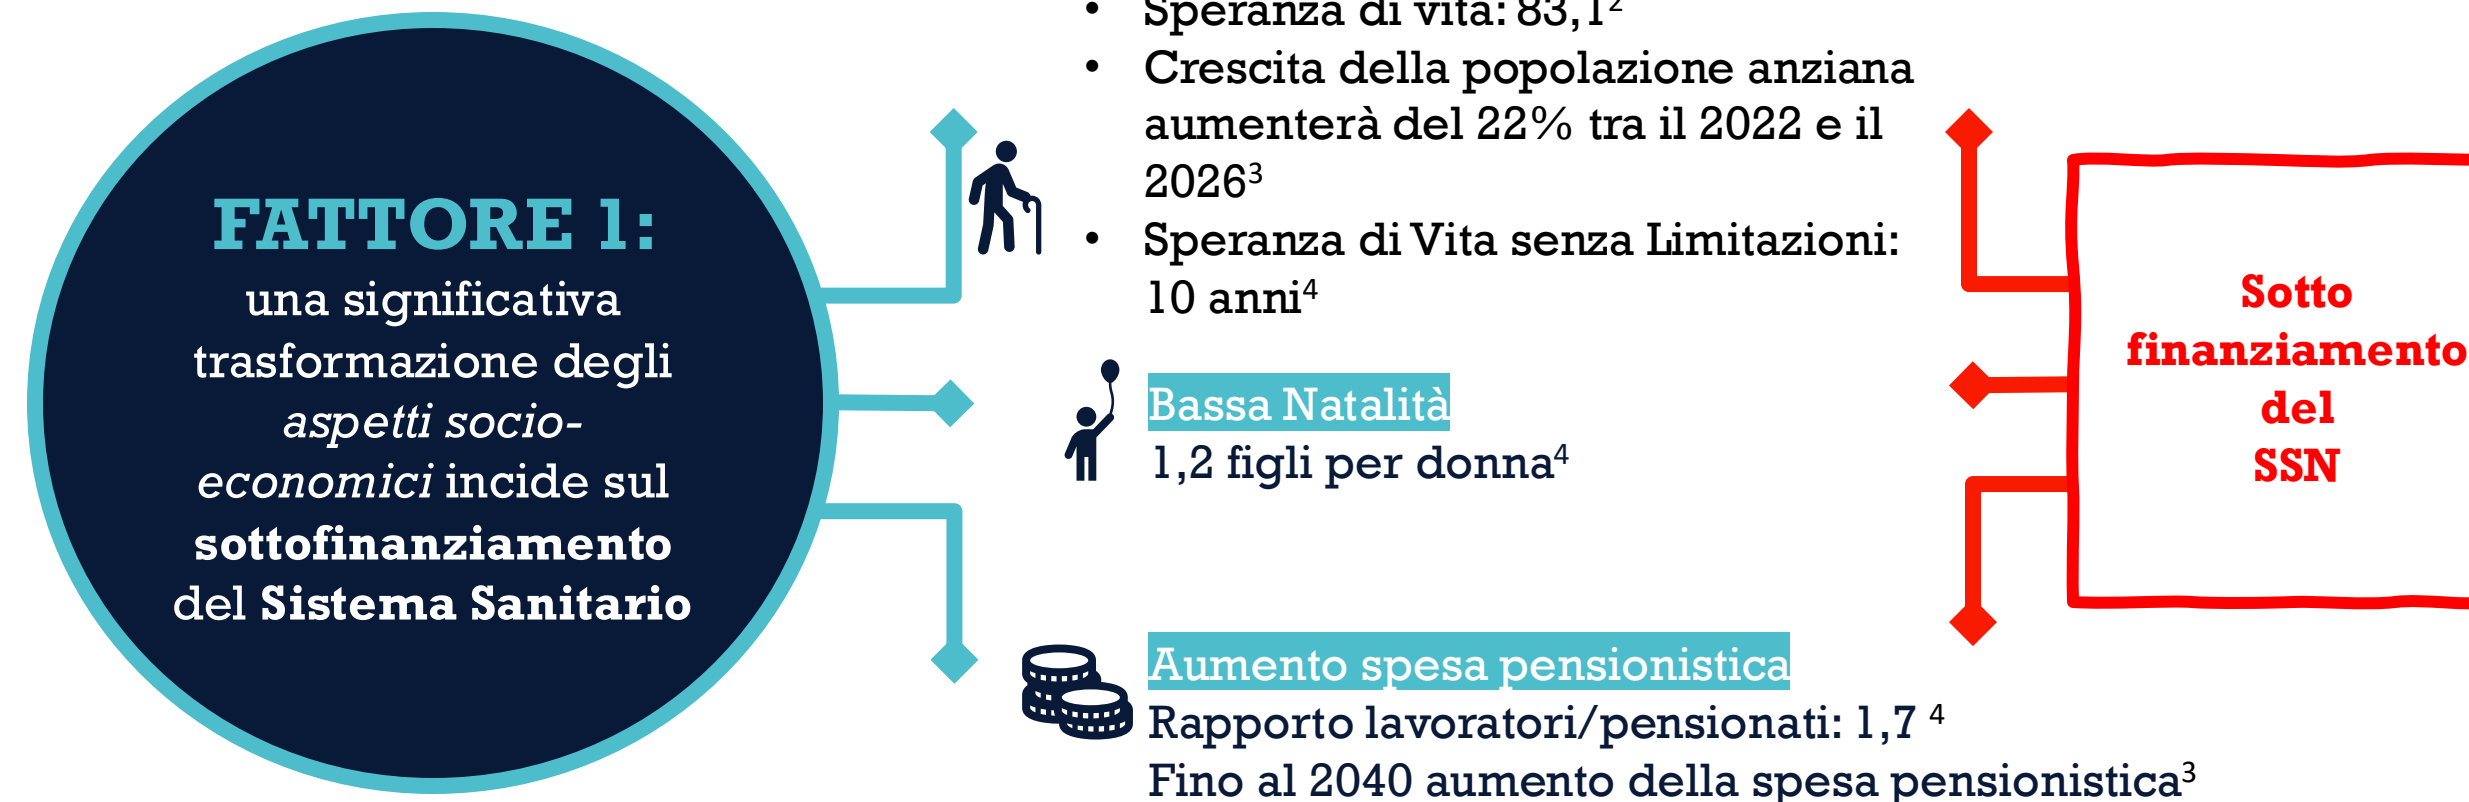 FATTORE 1:
una significativa
trasformazione degli
aspetti socio-
economici incide sul
sottofinanziamento
del Sistema Sanitario
• Speranza di vita: 83,1²
• Crescita della popolazione anziana
aumenterà del 22% tra il 2022 e il
2026³
• Speranza di Vita senza Limitazioni:
10 anni⁴
Bassa Natalità
1,2 figli per donna⁴
Aumento spesa pensionistica
Rapporto lavoratori/pensionati: 1,7 ⁴
Fino al 2040 aumento della spesa pensionistica³
Sotto
finanziamento
del
SSN